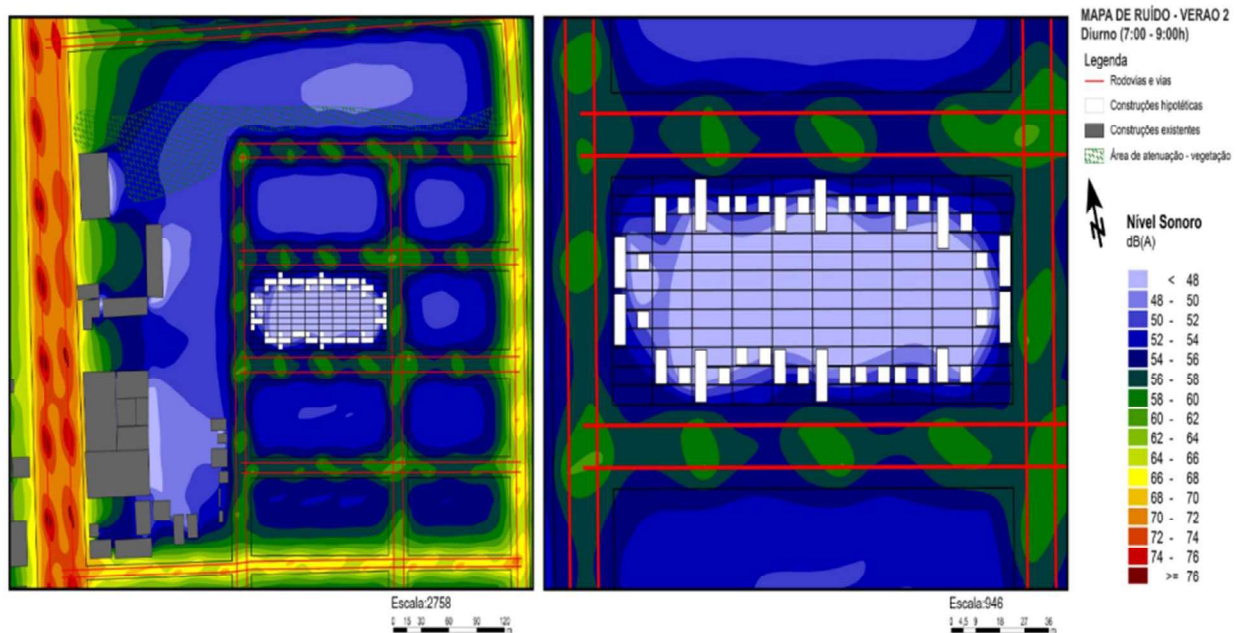 MAPA DE RUÍDO - VERAO 2
Diurno (7:00 - 9:00h)
Legenda
Rodovias e vias
Construções hipotéticas
Construções existentes
Área de atenuação - vegetação
N
Nível Sonoro
dB(A)
< 48
48 - 50
50 - 52
52 - 54
54 - 56
56 - 58
58 - 60
60 - 62
62 - 64
64 - 66
66 - 68
68 - 70
70 - 72
72 - 74
74 - 76
>= 76
Escala:2758
0 15 30 60 90 120
m
Escala:946
0 4,5 9 18 27 36
m